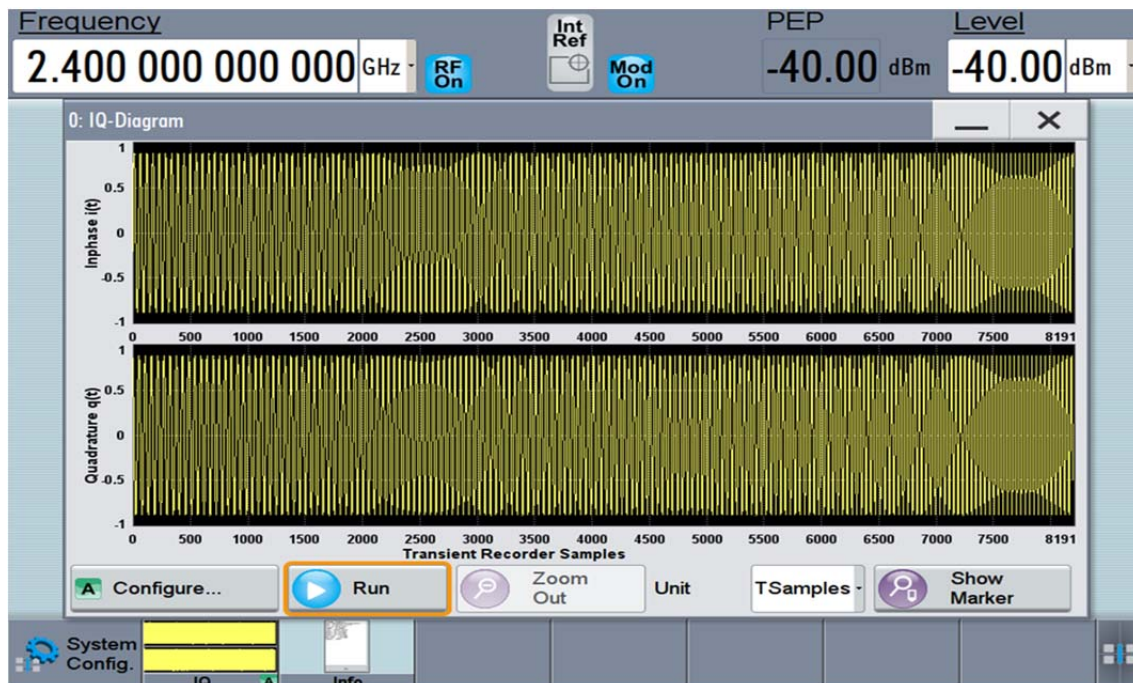 Frequency Int Ref PEP Level
2.400 000 000 000 GHz RF On Mod On -40.00 dBm -40.00 dBm
0: IQ-Diagram
Inphase i(t)
1
0.5
0
-0.5
-1
0 500 1000 1500 2000 2500 3000 3500 4000 4500 5000 5500 6000 6500 7000 7500 8191
Quadrature q(t)
1
0.5
0
-0.5
-1
0 500 1000 1500 2000 2500 3000 3500 4000 4500 5000 5500 6000 6500 7000 7500 8191
Transient Recorder Samples
A Configure... Run Zoom Out Unit TSamples Show Marker
System Config.
IQ A Info